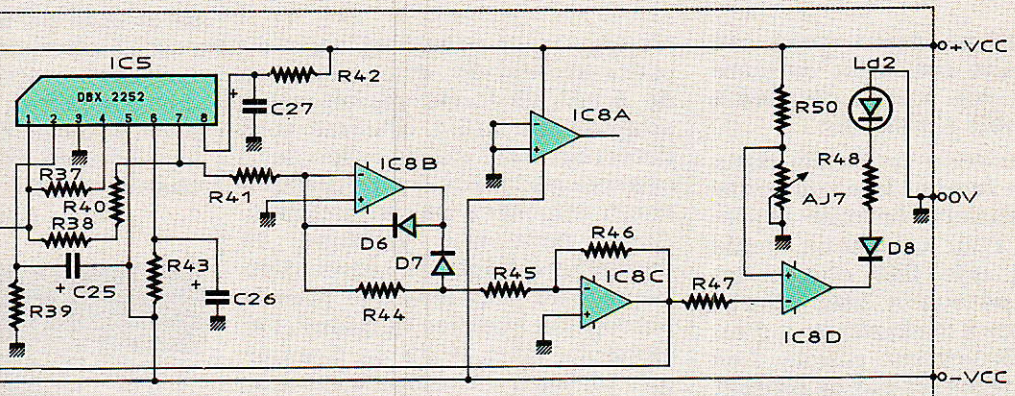 +VCC
IC5
Ld2
R42
DBX 2252
C27
R50
+
1 2 3 4 5 6 7 8
IC8A
-
+
IC8B
R48
R37
-
+
R41
R40
AJ7
0V
R38
D6
R46
D8
D7
R43
R45
IC8C
+
C25
+
C26
R44
-
+
R47
+
-
R39
IC8D
-VCC